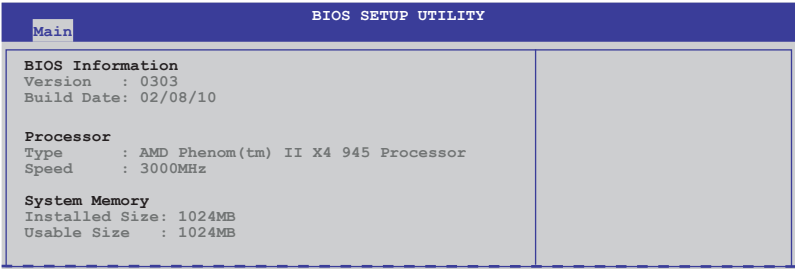 BIOS SETUP UTILITY
Main
BIOS Information
Version : 0303
Build Date: 02/08/10
Processor
Type : AMD Phenom(tm) II X4 945 Processor
Speed : 3000MHz
System Memory
Installed Size: 1024MB
Usable Size : 1024MB